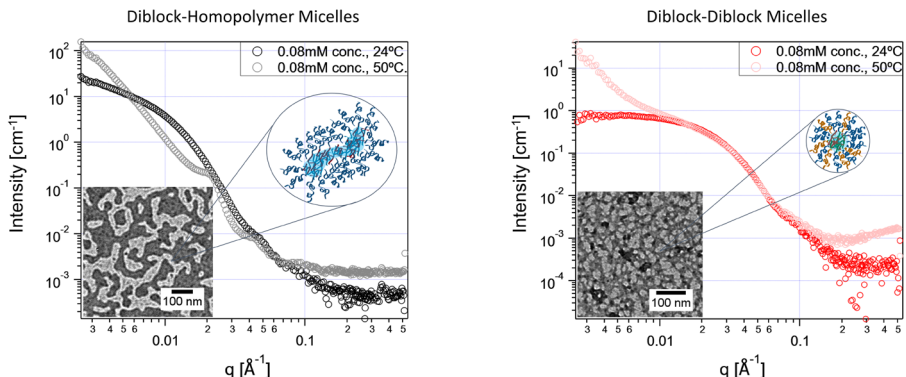 Diblock-Homopolymer Micelles
0.08mM conc., 24ºC
0.08mM conc., 50ºC.
Intensity [cm⁻¹]
10²
10¹
10⁰
10⁻¹
10⁻²
10⁻³
100 nm
3 4 5 6 0.01 2 3 4 5 6 0.1 2 3 4 5
q [Å⁻¹]
Diblock-Diblock Micelles
0.08mM conc., 24ºC
0.08mM conc., 50ºC
Intensity [cm⁻¹]
10¹
10⁰
10⁻¹
10⁻²
10⁻³
10⁻⁴
100 nm
3 4 5 6 0.01 2 3 4 5 6 0.1 2 3 4 5
q [Å⁻¹]